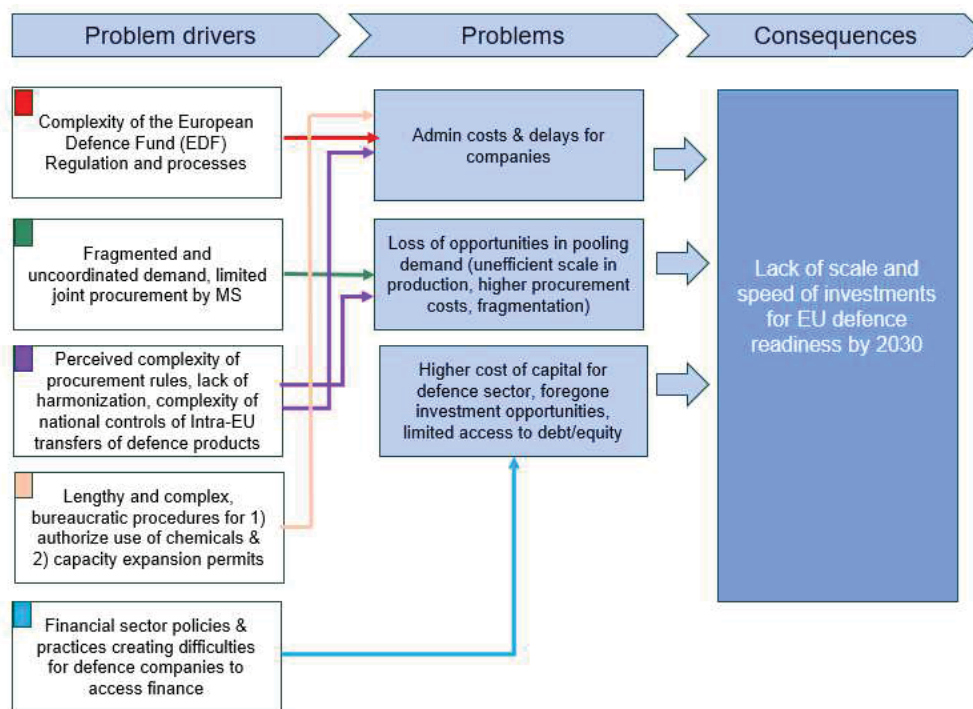 Problem drivers
Problems
Consequences
Complexity of the European
Defence Fund (EDF)
Regulation and processes
Fragmented and
uncoordinated demand, limited
joint procurement by MS
Perceived complexity of
procurement rules, lack of
harmonization, complexity of
national controls of Intra-EU
transfers of defence products
Lengthy and complex,
bureaucratic procedures for 1)
authorize use of chemicals &
2) capacity expansion permits
Financial sector policies &
practices creating difficulties
for defence companies to
access finance
Admin costs & delays for
companies
Loss of opportunities in pooling
demand (unefficient scale in
production, higher procurement
costs, fragmentation)
Higher cost of capital for
defence sector, foregone
investment opportunities,
limited access to debt/equity
Lack of scale and
speed of investments
for EU defence
readiness by 2030